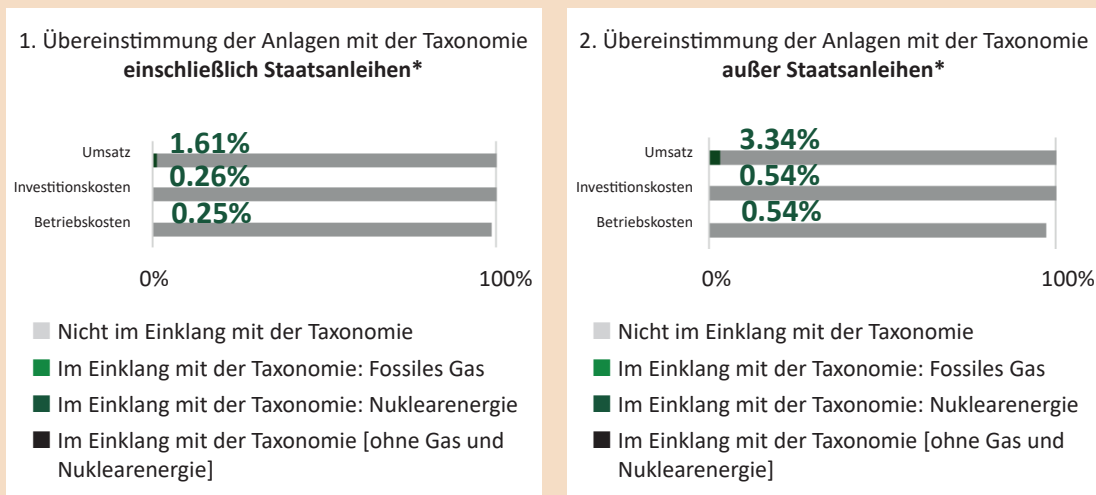 1. Übereinstimmung der Anlagen mit der Taxonomie
einschließlich Staatsanleihen*
Umsatz
1.61%
Investitionskosten
0.26%
Betriebskosten
0.25%
0%
100%
Nicht im Einklang mit der Taxonomie
Im Einklang mit der Taxonomie: Fossiles Gas
Im Einklang mit der Taxonomie: Nuklearenergie
Im Einklang mit der Taxonomie [ohne Gas und
Nuklearenergie]
2. Übereinstimmung der Anlagen mit der Taxonomie
außer Staatsanleihen*
Umsatz
3.34%
Investitionskosten
0.54%
Betriebskosten
0.54%
0%
100%
Nicht im Einklang mit der Taxonomie
Im Einklang mit der Taxonomie: Fossiles Gas
Im Einklang mit der Taxonomie: Nuklearenergie
Im Einklang mit der Taxonomie [ohne Gas und
Nuklearenergie]